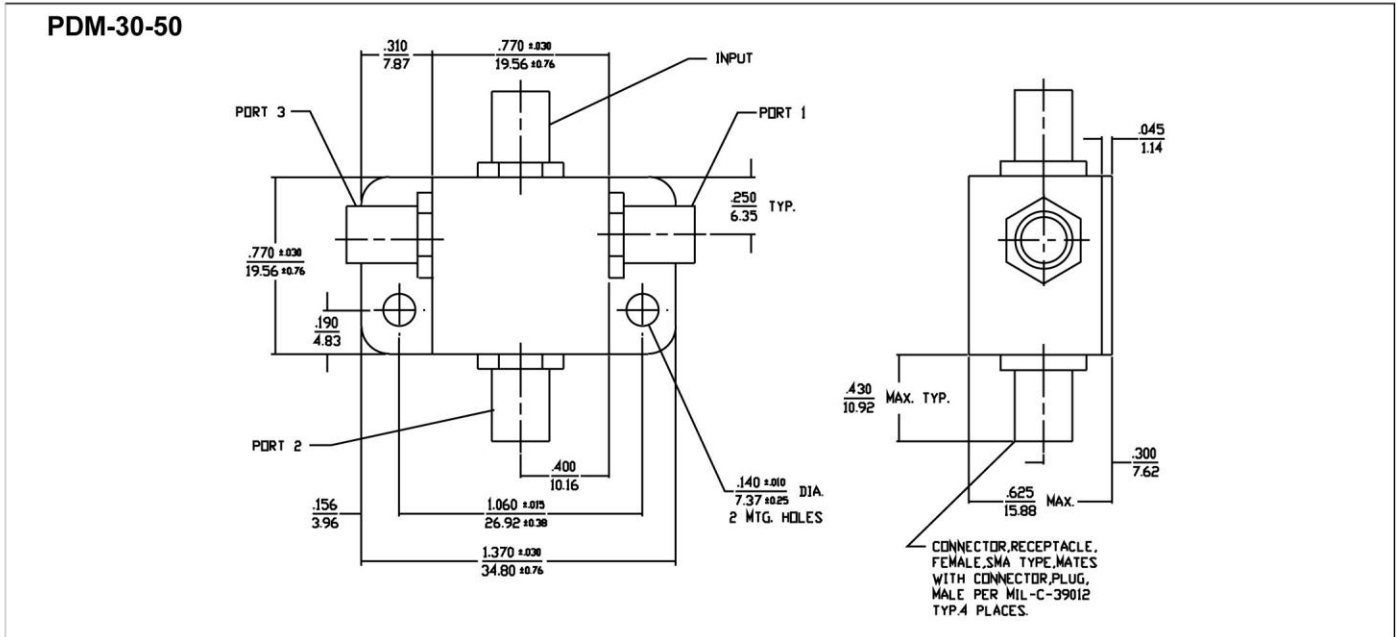 PDM-30-50
.310
7.87
.770 ±.030
19.56 ±0.76
INPUT
PORT 3
PORT 1
.045
1.14
.250
6.35 TYP.
.770 ±.030
19.56 ±0.76
.190
4.83
.430
10.92 MAX. TYP.
PORT 2
.400
10.16
.300
7.62
.140 ±.010
7.37 ±0.25 DIA.
2 MTG. HOLES
.156
3.96
1.060 ±.015
26.92 ±0.38
.625
15.88 MAX.
1.370 ±.030
34.80 ±0.76
CONNECTOR,RECEPTACLE,
FEMALE,SMA TYPE,MATES
WITH CONNECTOR,PLUG,
MALE PER MIL-C-39012
TYP.4 PLACES.